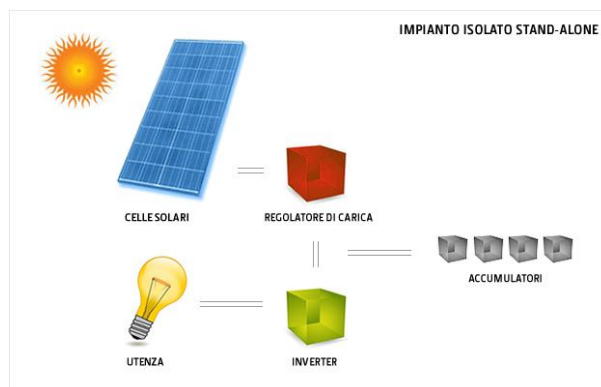 IMPIANTO ISOLATO STAND-ALONE
CELLE SOLARI
REGOLATORE DI CARICA
ACCUMULATORI
UTENZA
INVERTER